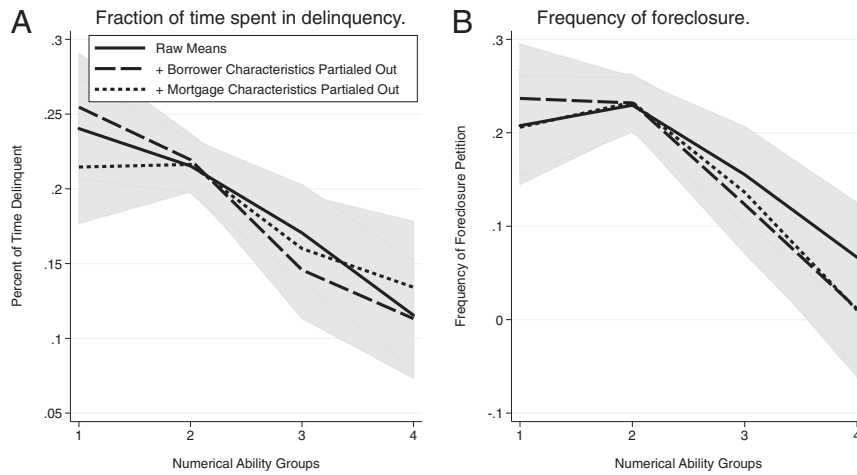 A
Fraction of time spent in delinquency.
.3
.25
.2
.15
.1
.05
Percent of Time Delinquent
Raw Means
+ Borrower Characteristics Partialed Out
+ Mortgage Characteristics Partialed Out
1 2 3 4
Numerical Ability Groups
B
Frequency of foreclosure.
.3
.2
.1
0
-.1
Frequency of Foreclosure Petition
1 2 3 4
Numerical Ability Groups